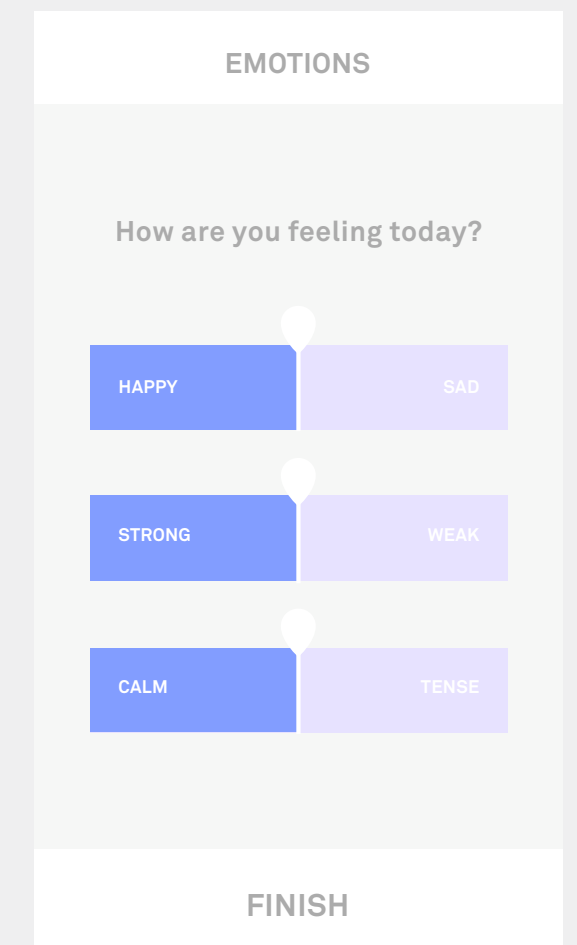 EMOTIONS
How are you feeling today?
HAPPY SAD
STRONG WEAK
CALM TENSE
FINISH